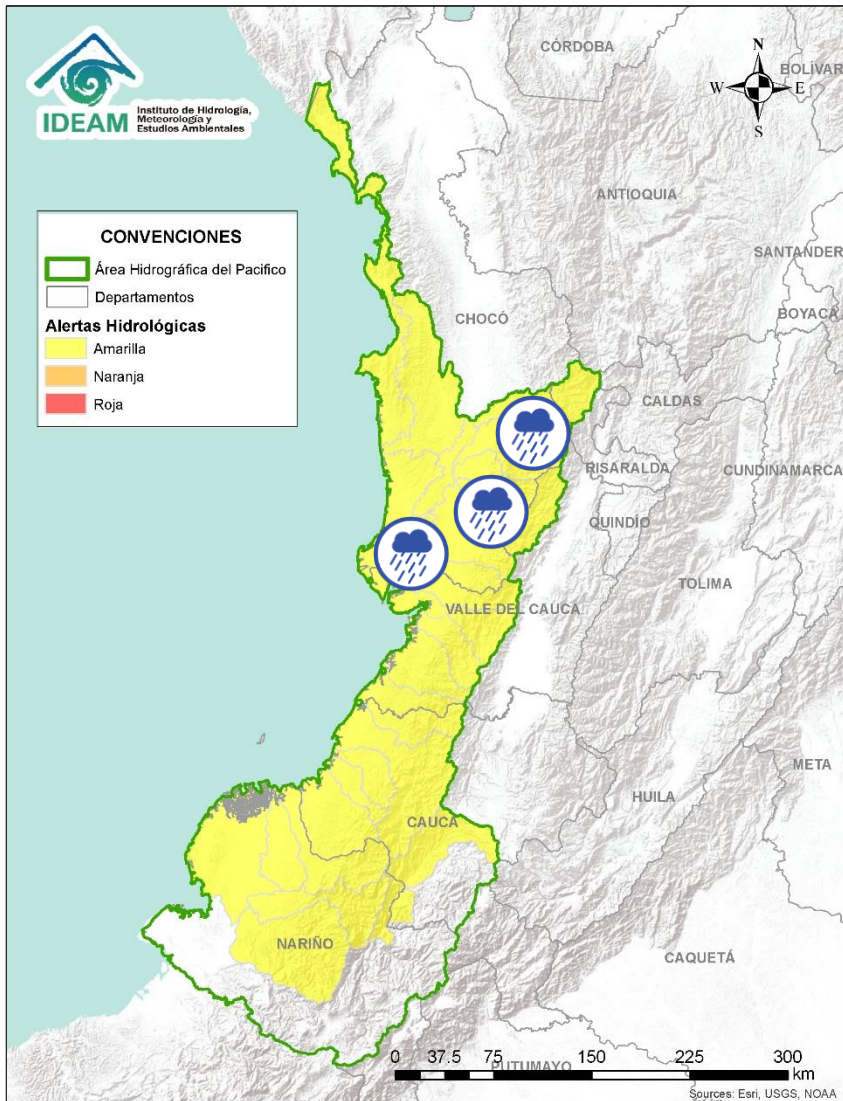 IDEAM
Instituto de Hidrología,
Meteorología y
Estudios Ambientales
CÓRDOBA
BOLÍVAR
N
W
E
S
ANTIOQUIA
SANTANDER
CONVENCIONES
Área Hidrográfica del Pacifico
Departamentos
Alertas Hidrológicas
Amarilla
Naranja
Roja
BOYACÁ
CHOCÓ
CALDAS
RISARALDA
CUNDINAMARCA
QUINDÍO
TOLIMA
VALLE DEL CAUCA
META
HUILA
CAUCA
NARIÑO
CAQUETÁ
PUTUMAYO
0 37.5 75 150 225 300
km
Sources: Esri, USGS, NOAA